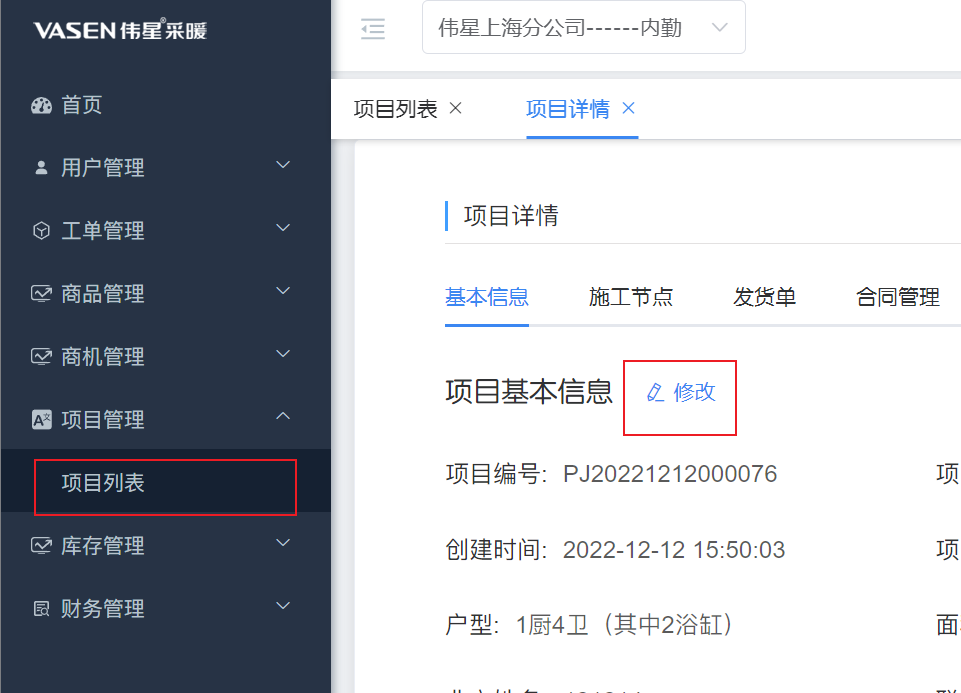 VASEN伟星®采暖
首页
用户管理
工单管理
商品管理
商机管理
项目管理
项目列表
库存管理
财务管理
伟星上海分公司------内勤
项目列表 × 项目详情 ×
项目详情
基本信息 施工节点 发货单 合同管理
项目基本信息 修改
项目编号: PJ20221212000076 项
创建时间: 2022-12-12 15:50:03 项
户型: 1厨4卫（其中2浴缸） 面